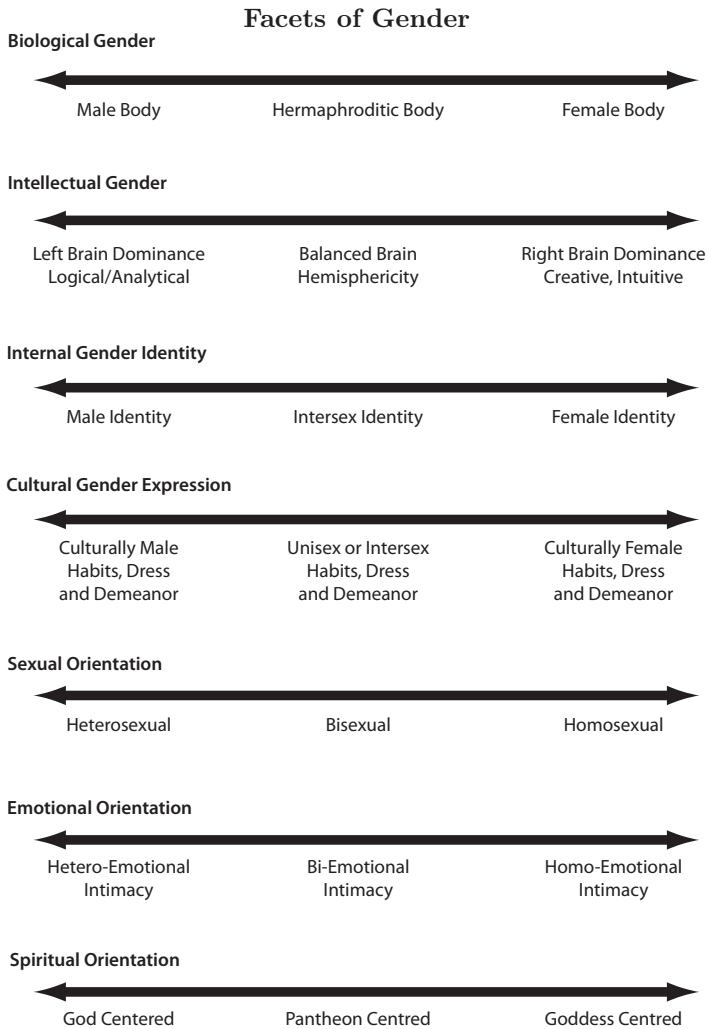 Facets of Gender
Biological Gender
Male Body Hermaphroditic Body Female Body
Intellectual Gender
Left Brain Dominance Balanced Brain Right Brain Dominance
Logical/Analytical Hemisphericity Creative, Intuitive
Internal Gender Identity
Male Identity Intersex Identity Female Identity
Cultural Gender Expression
Culturally Male Unisex or Intersex Culturally Female
Habits, Dress Habits, Dress Habits, Dress
and Demeanor and Demeanor and Demeanor
Sexual Orientation
Heterosexual Bisexual Homosexual
Emotional Orientation
Hetero-Emotional Bi-Emotional Homo-Emotional
Intimacy Intimacy Intimacy
Spiritual Orientation
God Centered Pantheon Centred Goddess Centred